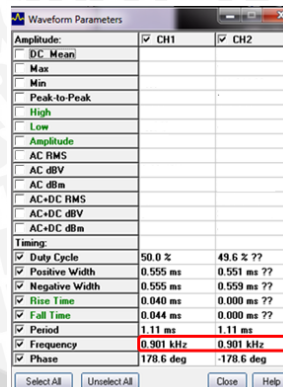 Waveform Parameters
Amplitude: CH1 CH2
DC Mean
Max
Min
Peak-to-Peak
High
Low
Amplitude
AC RMS
AC dBV
AC dBm
AC+DC RMS
AC+DC dBV
AC+DC dBm
Timing:
Duty Cycle 50.0 % 49.6 % ??
Positive Width 0.555 ms 0.551 ms ??
Negative Width 0.555 ms 0.559 ms ??
Rise Time 0.040 ms 0.000 ms ??
Fall Time 0.044 ms 0.000 ms ??
Period 1.11 ms 1.11 ms
Frequency 0.901 kHz 0.901 kHz
Phase 178.6 deg -178.6 deg
Select All Unselect All Close Help